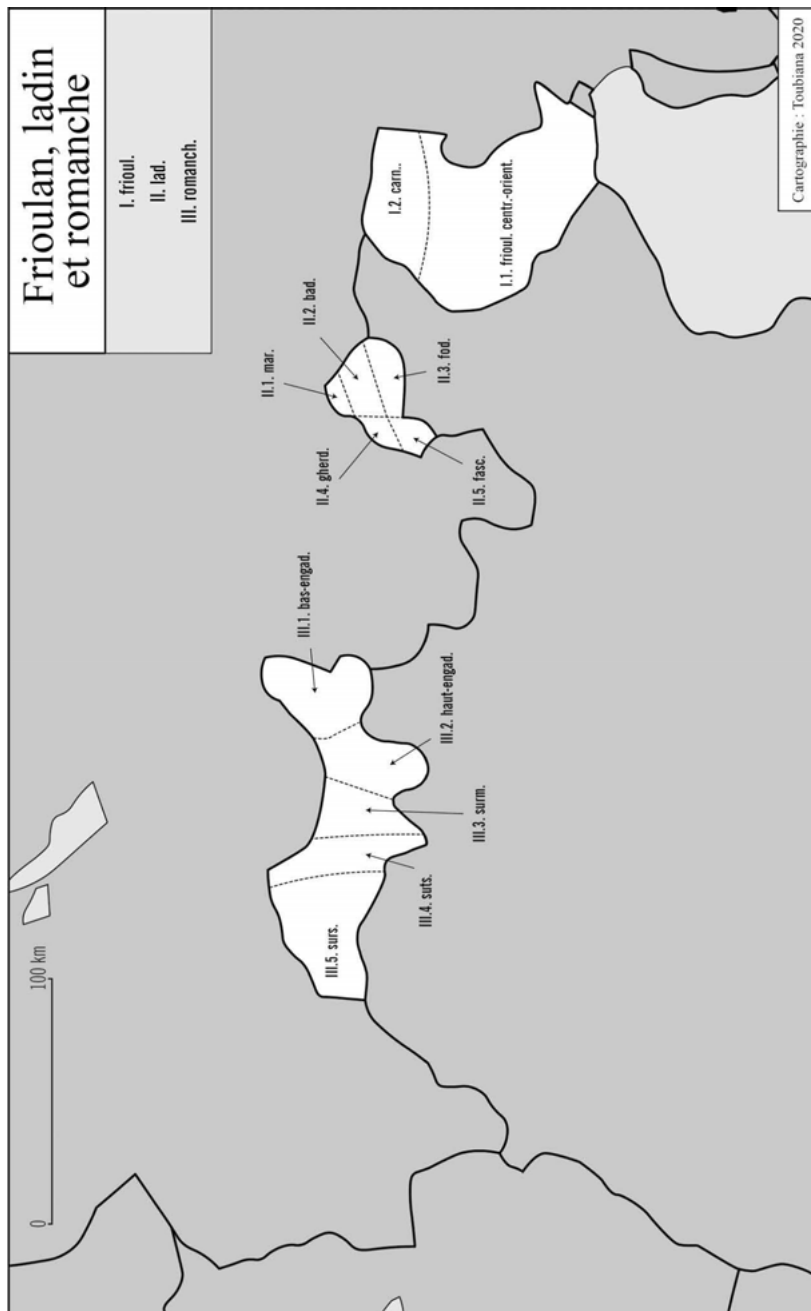 Frioulan, ladin
et romanche
I. frioul.
II. lad.
III. romanch.
0
100 km
III.5. surs.
III.4. suts.
III.3. surm.
III.2. haut-engad.
III.1. bas-engad.
II.4. gherd.
II.1. mar.
II.2. bad.
II.3. fod.
II.5. fasc.
I.2. carn..
I.1. frioul. centr.-orient.
Cartographie : Toubiana 2020